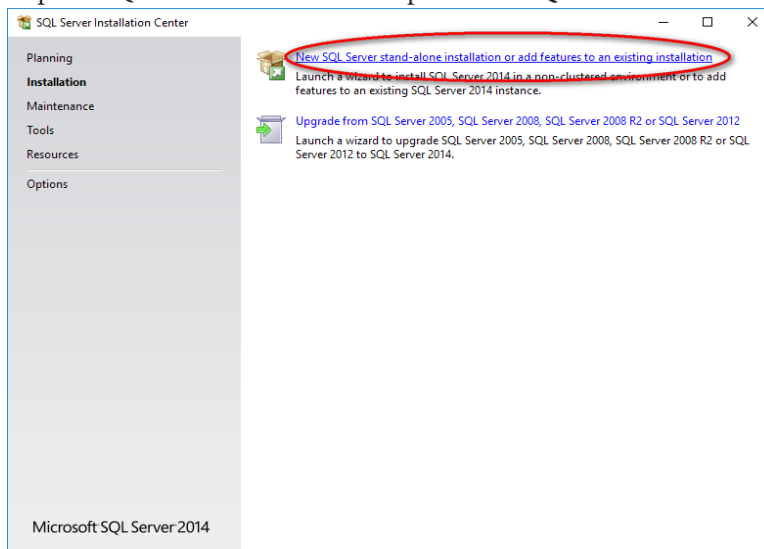 SQL Server Installation Center
Planning
Installation
Maintenance
Tools
Resources
Options
New SQL Server stand-alone installation or add features to an existing installation
Launch a wizard to install SQL Server 2014 in a non-clustered environment or to add
features to an existing SQL Server 2014 instance.
Upgrade from SQL Server 2005, SQL Server 2008, SQL Server 2008 R2 or SQL Server 2012
Launch a wizard to upgrade SQL Server 2005, SQL Server 2008, SQL Server 2008 R2 or SQL
Server 2012 to SQL Server 2014.
Microsoft SQL Server 2014